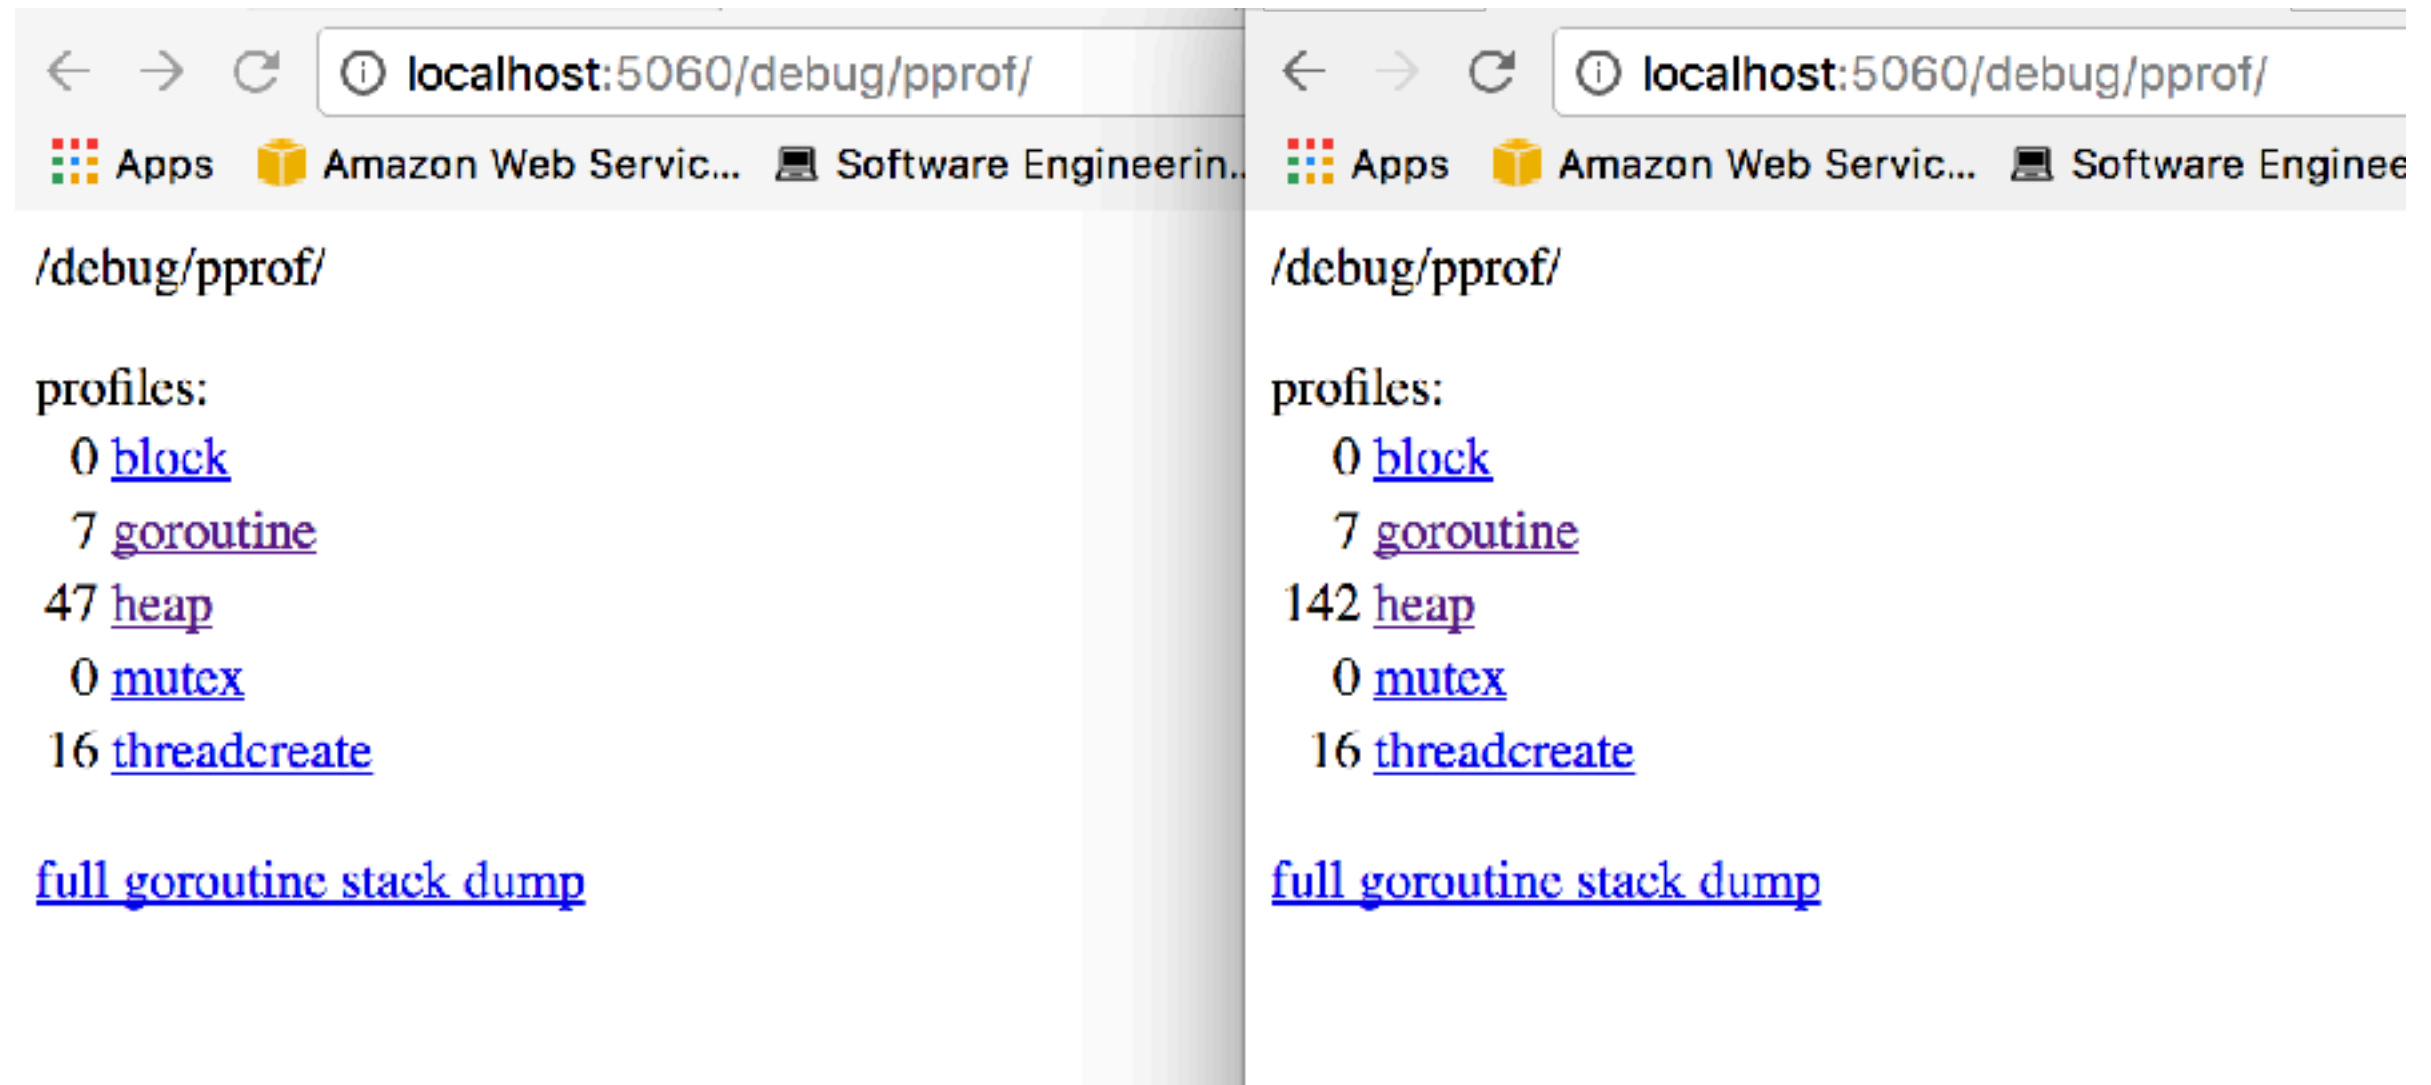 localhost:5060/debug/pprof/
Apps Amazon Web Servic... Software Engineerin..
/debug/pprof/
profiles:
0 block
7 goroutine
47 heap
0 mutex
16 threadcreate
full goroutine stack dump
localhost:5060/debug/pprof/
Apps Amazon Web Servic... Software Enginee
/debug/pprof/
profiles:
0 block
7 goroutine
142 heap
0 mutex
16 threadcreate
full goroutine stack dump